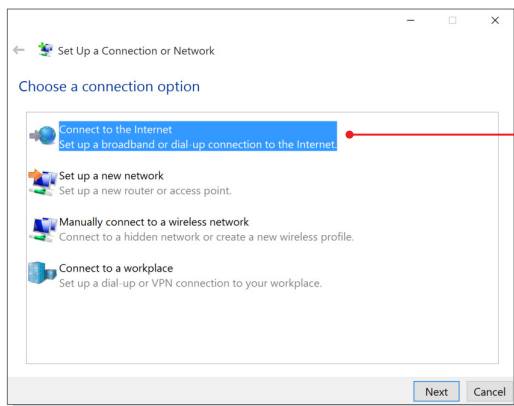 Set Up a Connection or Network
Choose a connection option
Connect to the Internet
Set up a broadband or dial-up connection to the Internet.
Set up a new network
Set up a new router or access point.
Manually connect to a wireless network
Connect to a hidden network or create a new wireless profile.
Connect to a workplace
Set up a dial-up or VPN connection to your workplace.
Next Cancel